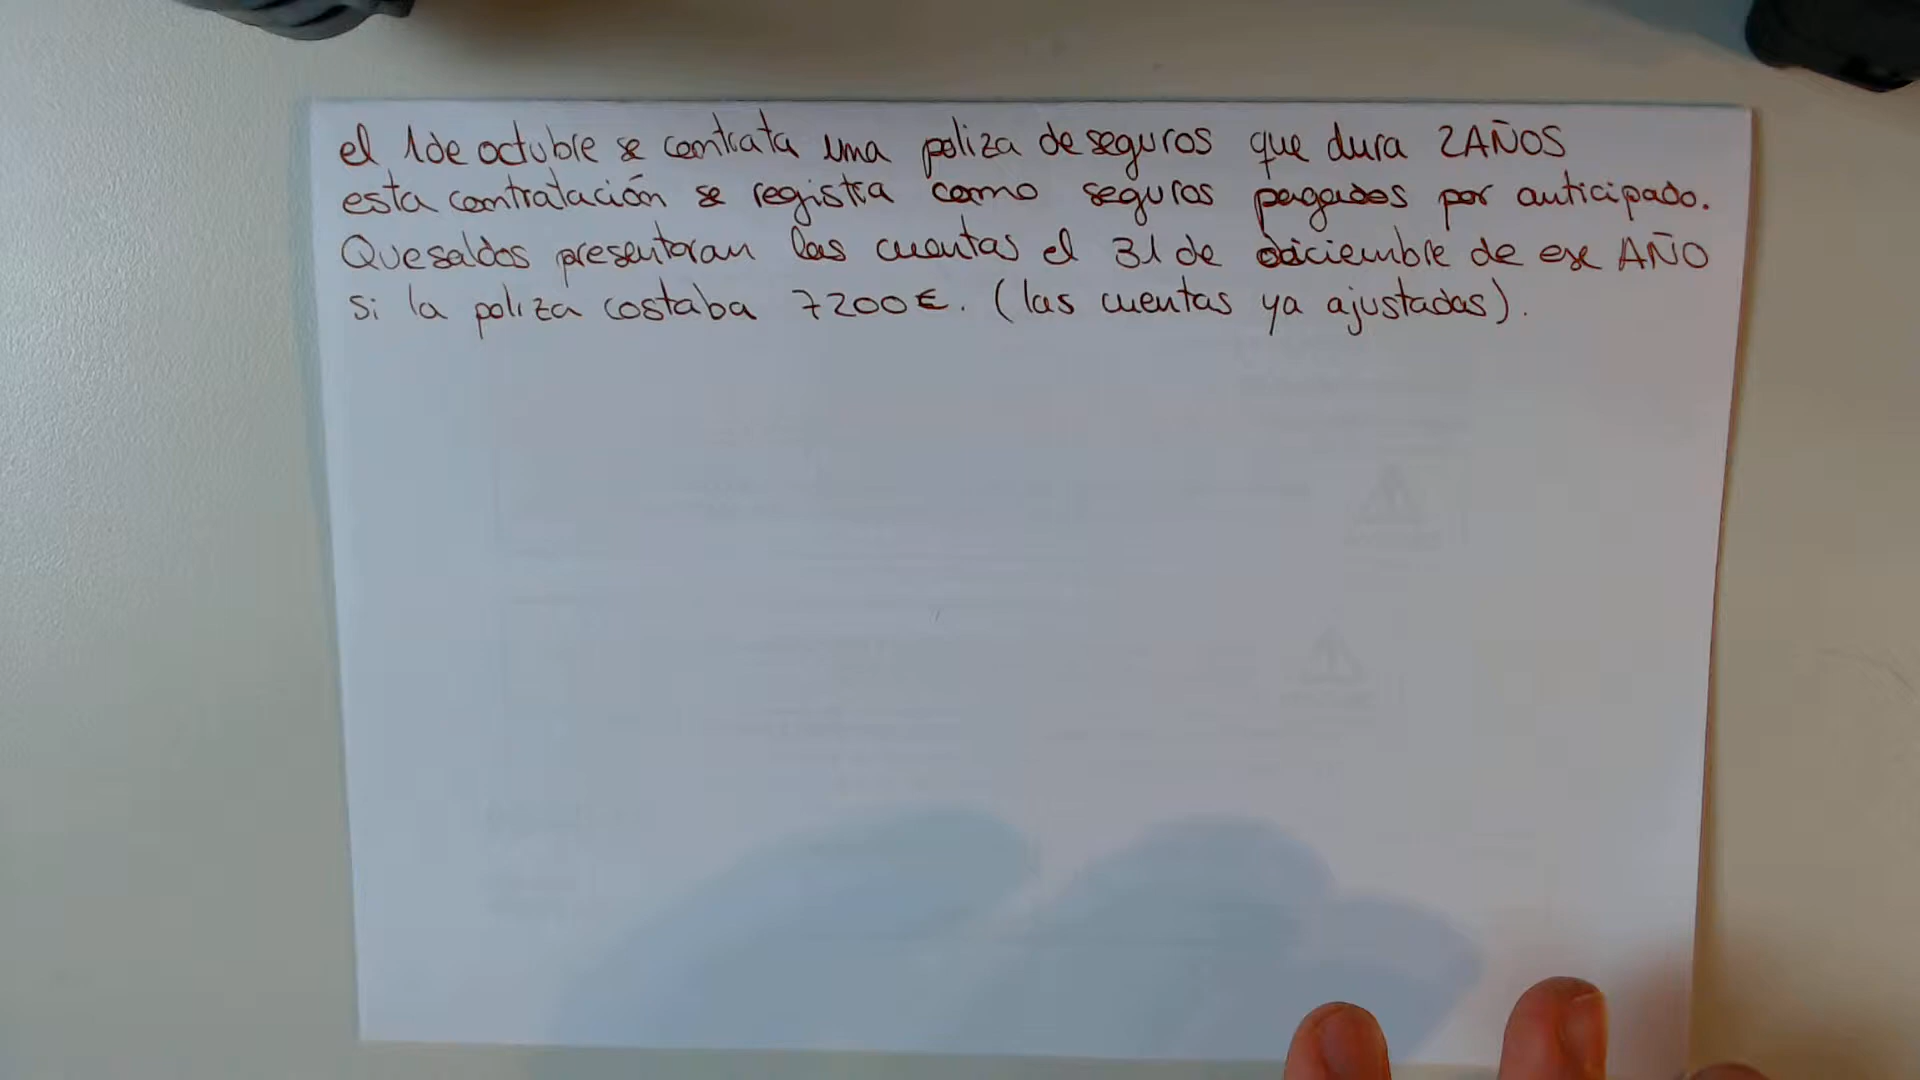 el 1 de octubre se contrata una poliza de seguros que dura 2 AÑOS
esta contratación se registra como seguros pagados por anticipado.
Que saldos presentaran las cuentas el 31 de diciembre de ese AÑO
si la poliza costaba 7200€. (las cuentas ya ajustadas).